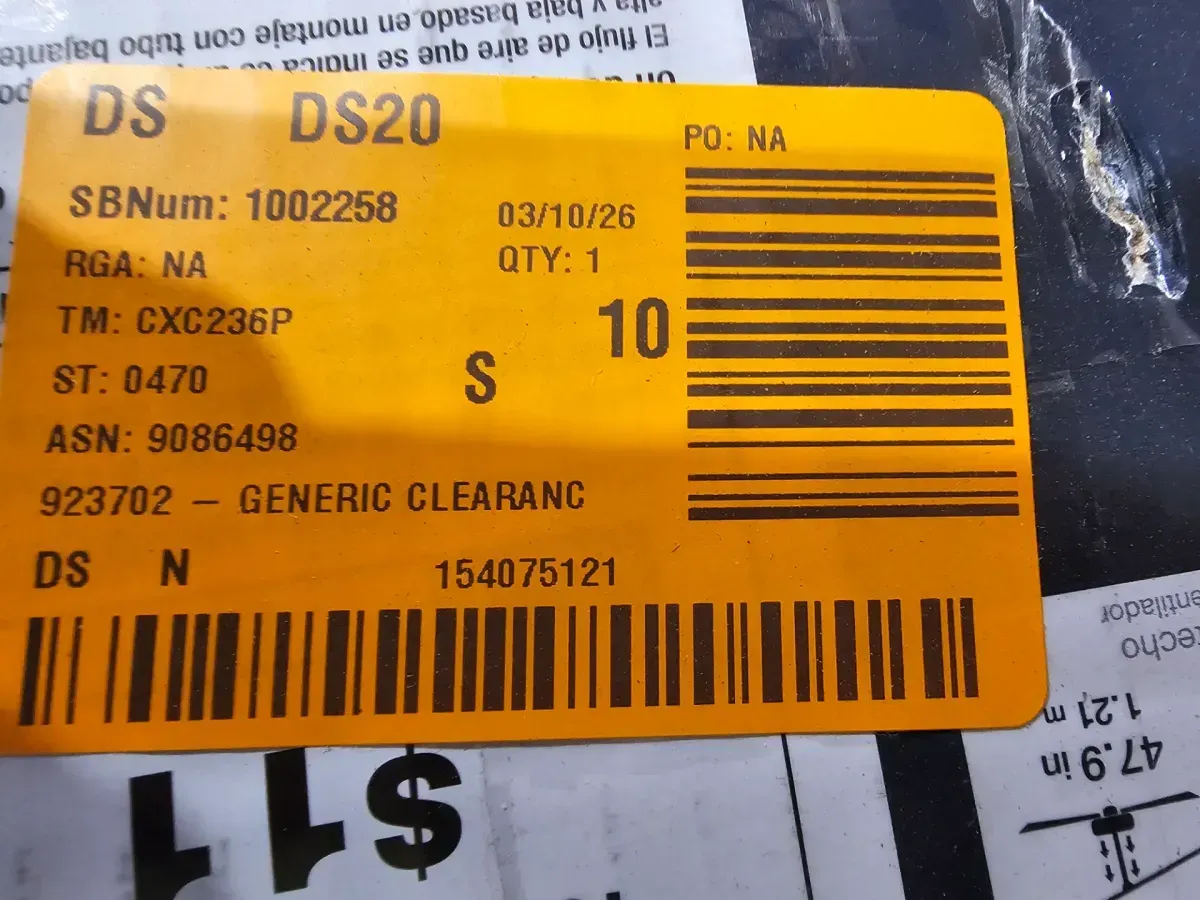 alta y baja basado en montaje con tubo bajante
El flujo de aire que se indica
DS DS20
PO: NA
SBNum: 1002258
03/10/26
RGA: NA
QTY: 1
TM: CXC236P
10
ST: 0470
S
ASN: 9086498
923702 – GENERIC CLEARANC
DS N
154075121
$11
47.9 in
1.21 m
techo
entilador